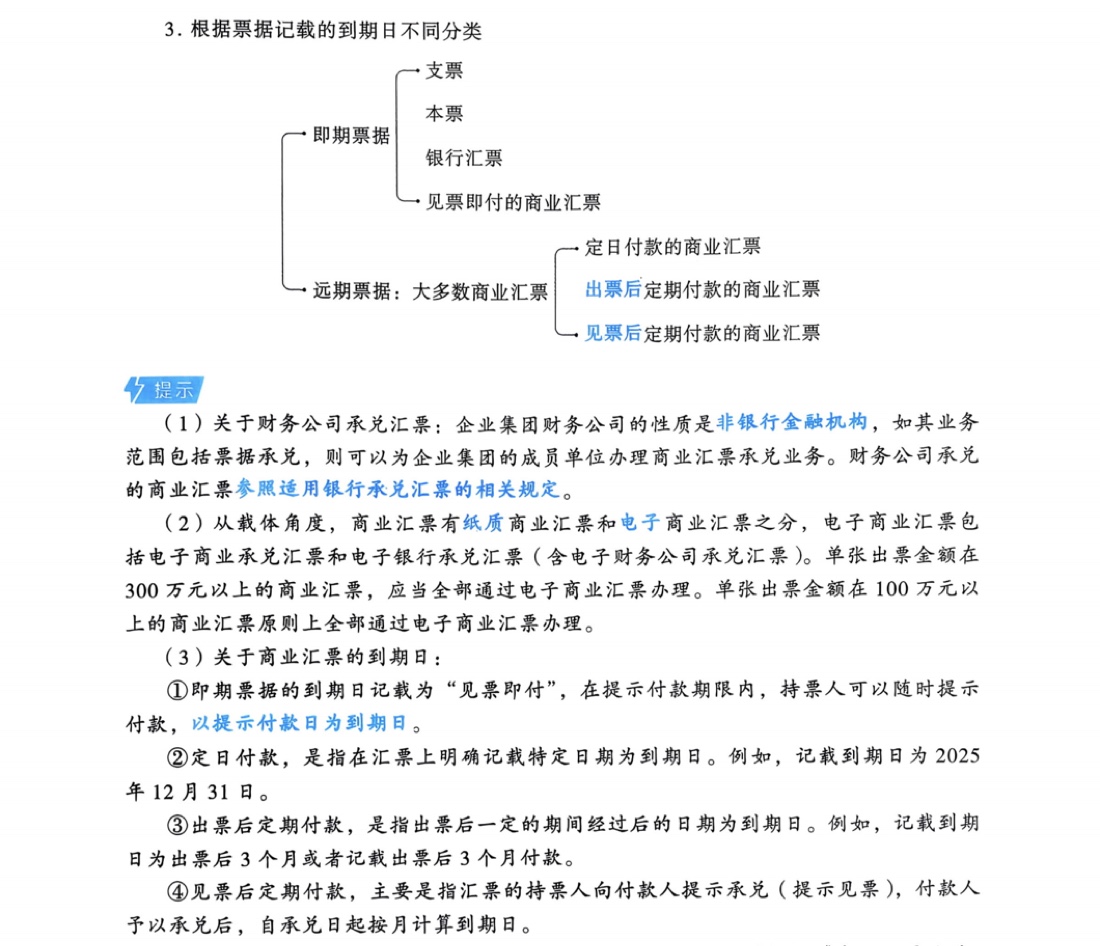 3. 根据票据记载的到期日不同分类
支票
本票
即期票据
银行汇票
见票即付的商业汇票
定日付款的商业汇票
远期票据：大多数商业汇票
出票后定期付款的商业汇票
见票后定期付款的商业汇票
提示
（1）关于财务公司承兑汇票：企业集团财务公司的性质是非银行金融机构，如其业务
范围包括票据承兑，则可以为企业集团的成员单位办理商业汇票承兑业务。财务公司承兑
的商业汇票参照适用银行承兑汇票的相关规定。
（2）从载体角度，商业汇票有纸质商业汇票和电子商业汇票之分，电子商业汇票包
括电子商业承兑汇票和电子银行承兑汇票（含电子财务公司承兑汇票）。单张出票金额在
300 万元以上的商业汇票，应当全部通过电子商业汇票办理。单张出票金额在 100 万元以
上的商业汇票原则上全部通过电子商业汇票办理。
（3）关于商业汇票的到期日：
①即期票据的到期日记载为“见票即付”，在提示付款期限内，持票人可以随时提示
付款，以提示付款日为到期日。
②定日付款，是指在汇票上明确记载特定日期为到期日。例如，记载到期日为 2025
年 12 月 31 日。
③出票后定期付款，是指出票后一定的期间经过后的日期为到期日。例如，记载到期
日为出票后 3 个月或者记载出票后 3 个月付款。
④见票后定期付款，主要是指汇票的持票人向付款人提示承兑（提示见票），付款人
予以承兑后，自承兑日起按月计算到期日。